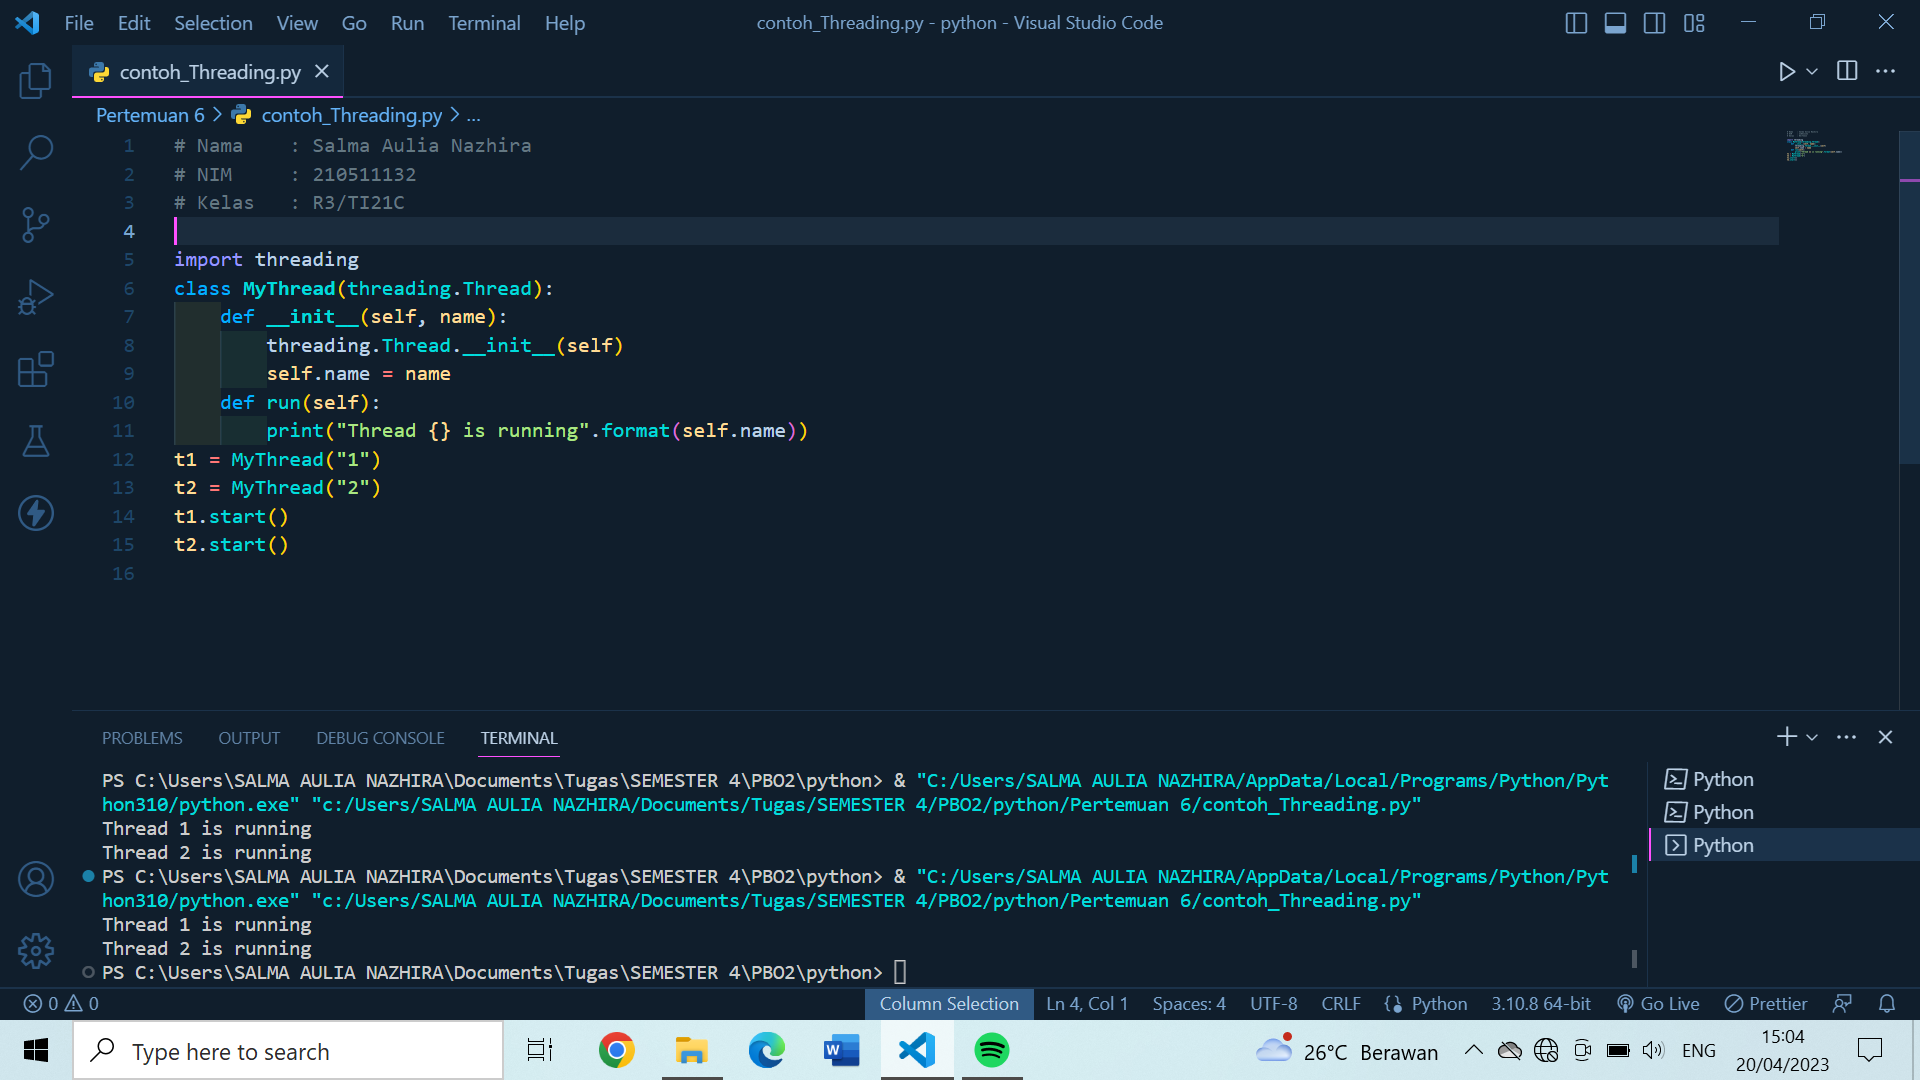 File Edit Selection View Go Run Terminal Help contoh_Threading.py - python - Visual Studio Code
contoh_Threading.py
Pertemuan 6 > contoh_Threading.py > ...
1 # Nama    : Salma Aulia Nazhira
2 # NIM     : 210511132
3 # Kelas   : R3/TI21C
4
5 import threading
6 class MyThread(threading.Thread):
7     def __init__(self, name):
8         threading.Thread.__init__(self)
9         self.name = name
10     def run(self):
11         print("Thread {} is running".format(self.name))
12 t1 = MyThread("1")
13 t2 = MyThread("2")
14 t1.start()
15 t2.start()
16
PROBLEMS OUTPUT DEBUG CONSOLE TERMINAL
PS C:\Users\SALMA AULIA NAZHIRA\Documents\Tugas\SEMESTER 4\PBO2\python> & "C:/Users/SALMA AULIA NAZHIRA/AppData/Local/Programs/Python/Pyt
hon310/python.exe" "c:/Users/SALMA AULIA NAZHIRA/Documents/Tugas/SEMESTER 4/PBO2/python/Pertemuan 6/contoh_Threading.py"
Thread 1 is running
Thread 2 is running
PS C:\Users\SALMA AULIA NAZHIRA\Documents\Tugas\SEMESTER 4\PBO2\python> & "C:/Users/SALMA AULIA NAZHIRA/AppData/Local/Programs/Python/Pyt
hon310/python.exe" "c:/Users/SALMA AULIA NAZHIRA/Documents/Tugas/SEMESTER 4/PBO2/python/Pertemuan 6/contoh_Threading.py"
Thread 1 is running
Thread 2 is running
PS C:\Users\SALMA AULIA NAZHIRA\Documents\Tugas\SEMESTER 4\PBO2\python>
Python
Python
Python
0 0 Column Selection Ln 4, Col 1 Spaces: 4 UTF-8 CRLF Python 3.10.8 64-bit Go Live Prettier
Type here to search 26°C Berawan ENG 15:04
20/04/2023